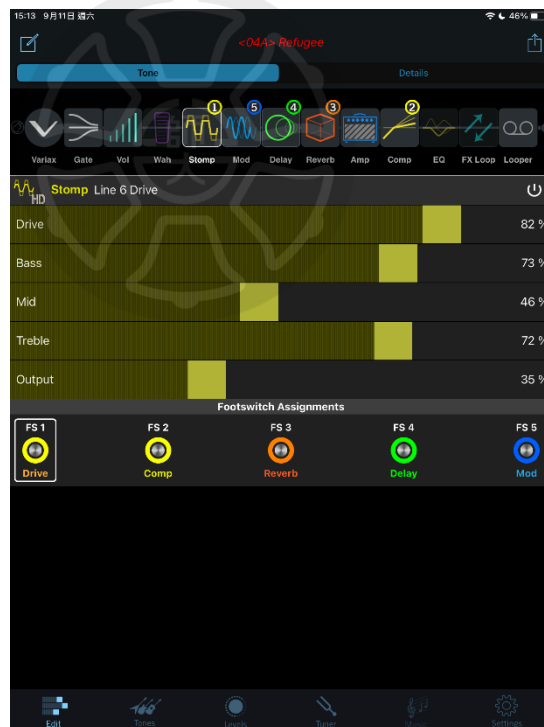 15:13 9月11日 週六
46%
<04A> Refugee
Tone Details
1 5 4 3 2
Variax Gate Vol Wah Stomp Mod Delay Reverb Amp Comp EQ FX Loop Looper
HD Stomp Line 6 Drive
Drive 82 %
Bass 73 %
Mid 46 %
Treble 72 %
Output 35 %
Footswitch Assignments
FS 1 FS 2 FS 3 FS 4 FS 5
Drive Comp Reverb Delay Mod
Edit Tones Levels Tuner Music Settings